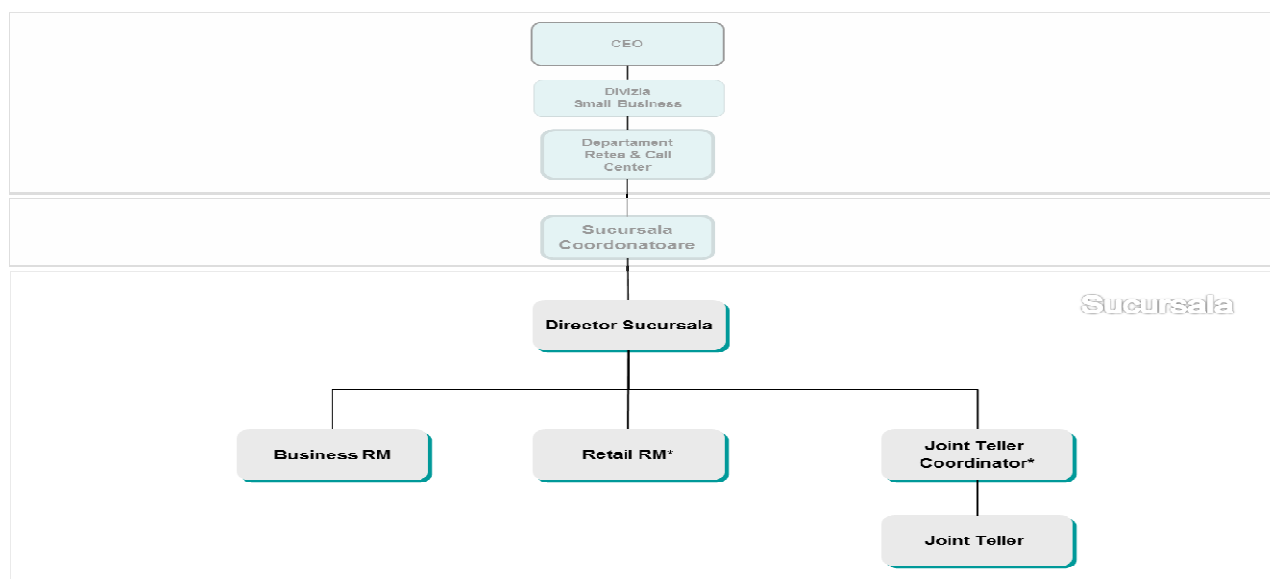 CEO
Divizia
Small Business
Departament
Retea & Call
Center
Sucursala
Coordonatoare
Sucursala
Director Sucursala
Business RM
Retail RM*
Joint Teller
Coordinator*
Joint Teller